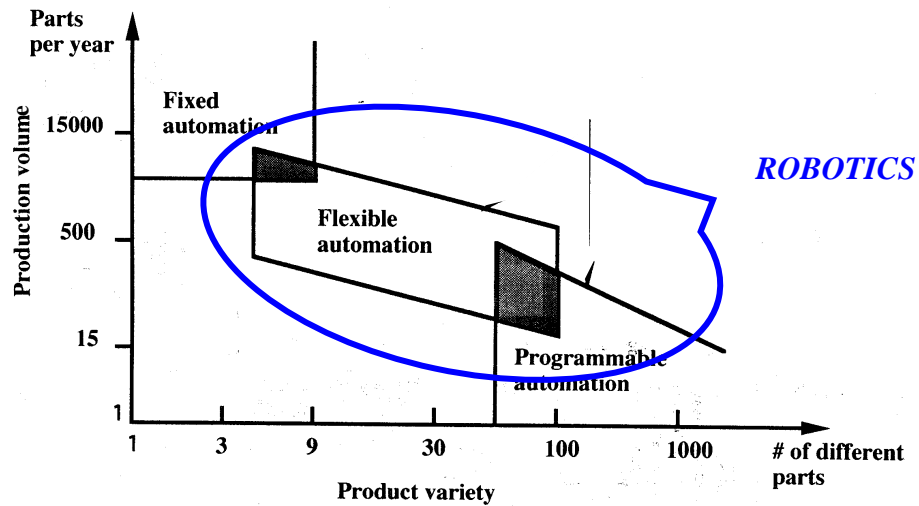 Parts
per year
Fixed
automation
15000
ROBOTICS
Production volume
Flexible
automation
500
15
Programmable
automation
1
1
3
9
30
100
1000
# of different
parts
Product variety